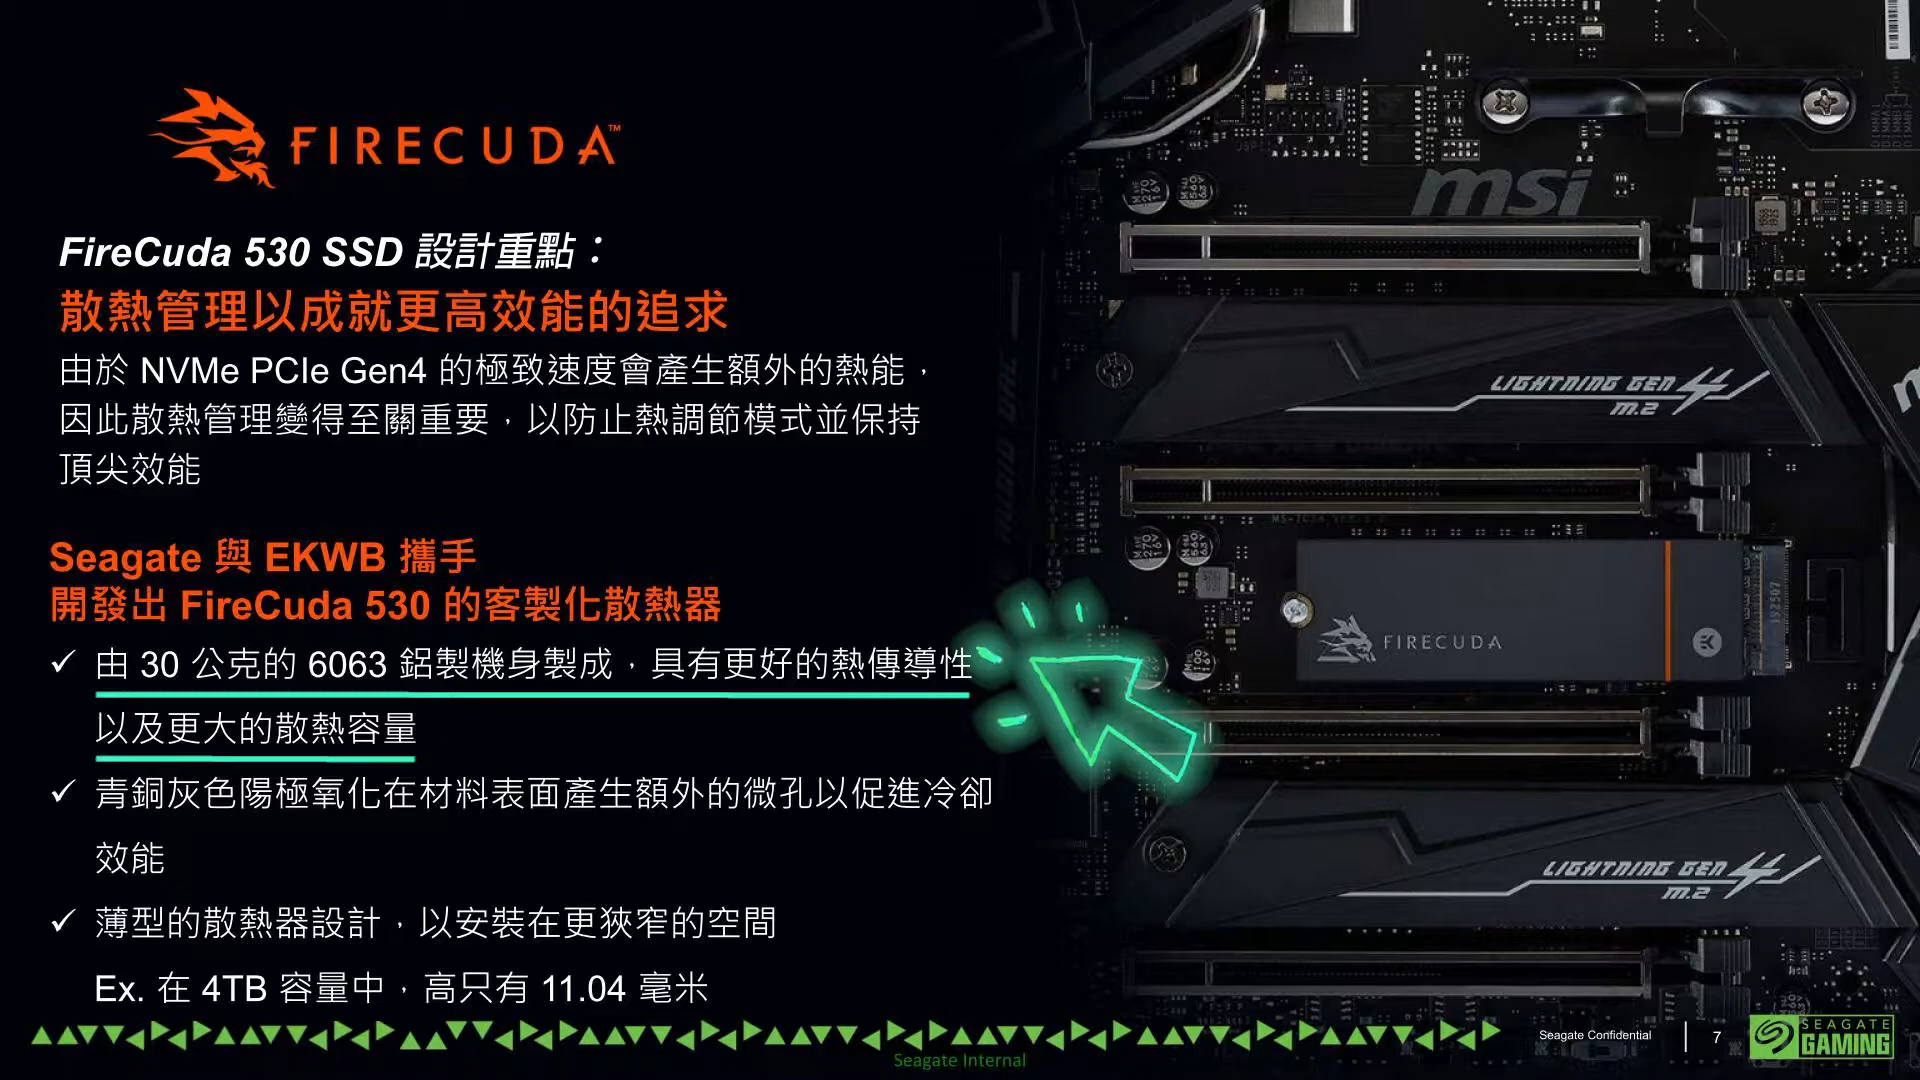 FIRECUDA™
FireCuda 530 SSD 設計重點：
散熱管理以成就更高效能的追求
由於 NVMe PCIe Gen4 的極致速度會產生額外的熱能，
因此散熱管理變得至關重要，以防止熱調節模式並保持
頂尖效能
Seagate 與 EKWB 攜手
開發出 FireCuda 530 的客製化散熱器
✓ 由 30 公克的 6063 鋁製機身製成，具有更好的熱傳導性
以及更大的散熱容量
✓ 青銅灰色陽極氧化在材料表面產生額外的微孔以促進冷卻
效能
✓ 薄型的散熱器設計，以安裝在更狹窄的空間
Ex. 在 4TB 容量中，高只有 11.04 毫米
msi
LIGHTNING GEN 4
M.2
FIRECUDA
LIGHTNING GEN 4
M.2
Seagate Confidential
7
SEAGATE
GAMING
Seagate Internal